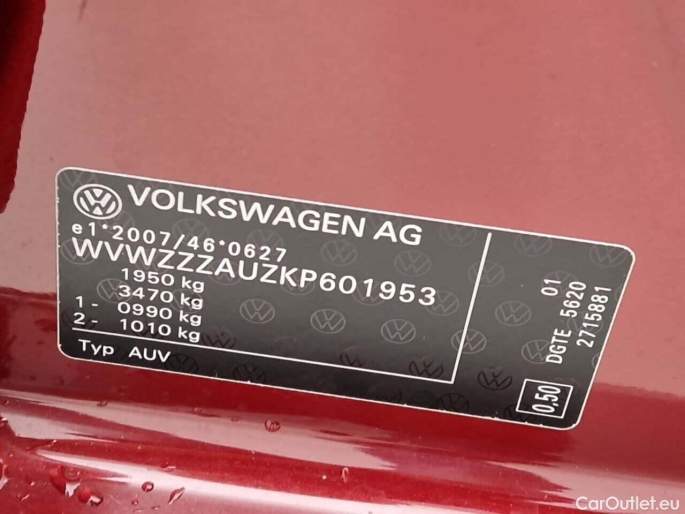 VOLKSWAGEN AG
e1*2007/46*0627
WVWZZZAUZKP601953
1950 kg
3470 kg
1 - 0990 kg
2 - 1010 kg
Typ AUV
01
DGTE 5620
2715881
0,50
CarOutlet.eu